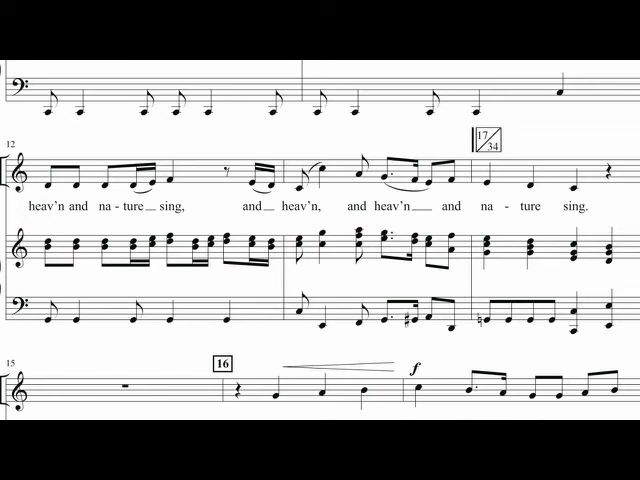 12
17
34
heav'n and na - ture sing, and heav'n, and heav'n and na - ture sing.
15
16
f